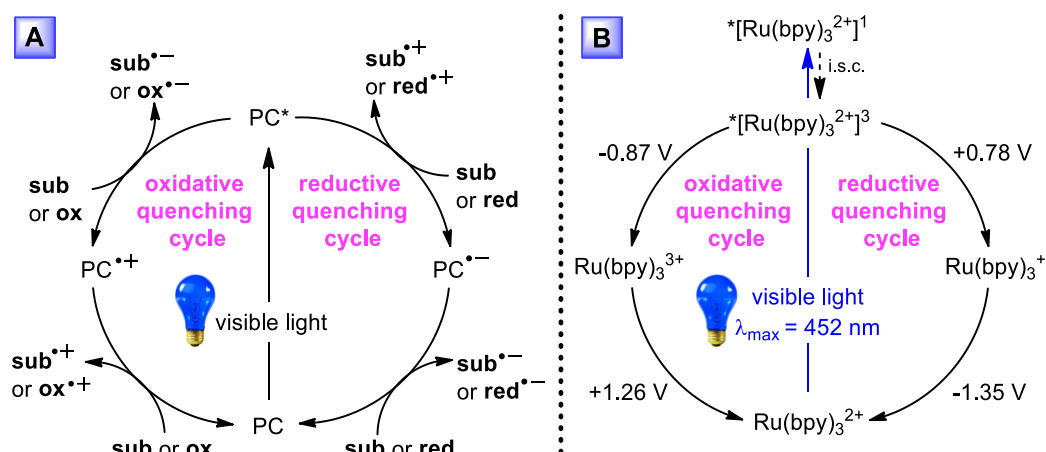 A
sub•−
or ox•−
sub•+
or red•+
PC*
sub
or ox
oxidative
quenching
cycle
reductive
quenching
cycle
sub
or red
PC•+
PC•−
visible light
sub•+
or ox•+
sub•−
or red•−
PC
sub or ox
sub or red
B
*[Ru(bpy)₃²⁺]¹
i.s.c.
*[Ru(bpy)₃²⁺]³
-0.87 V
+0.78 V
oxidative
quenching
cycle
reductive
quenching
cycle
Ru(bpy)₃³⁺
Ru(bpy)₃⁺
visible light
λmax = 452 nm
+1.26 V
-1.35 V
Ru(bpy)₃²⁺